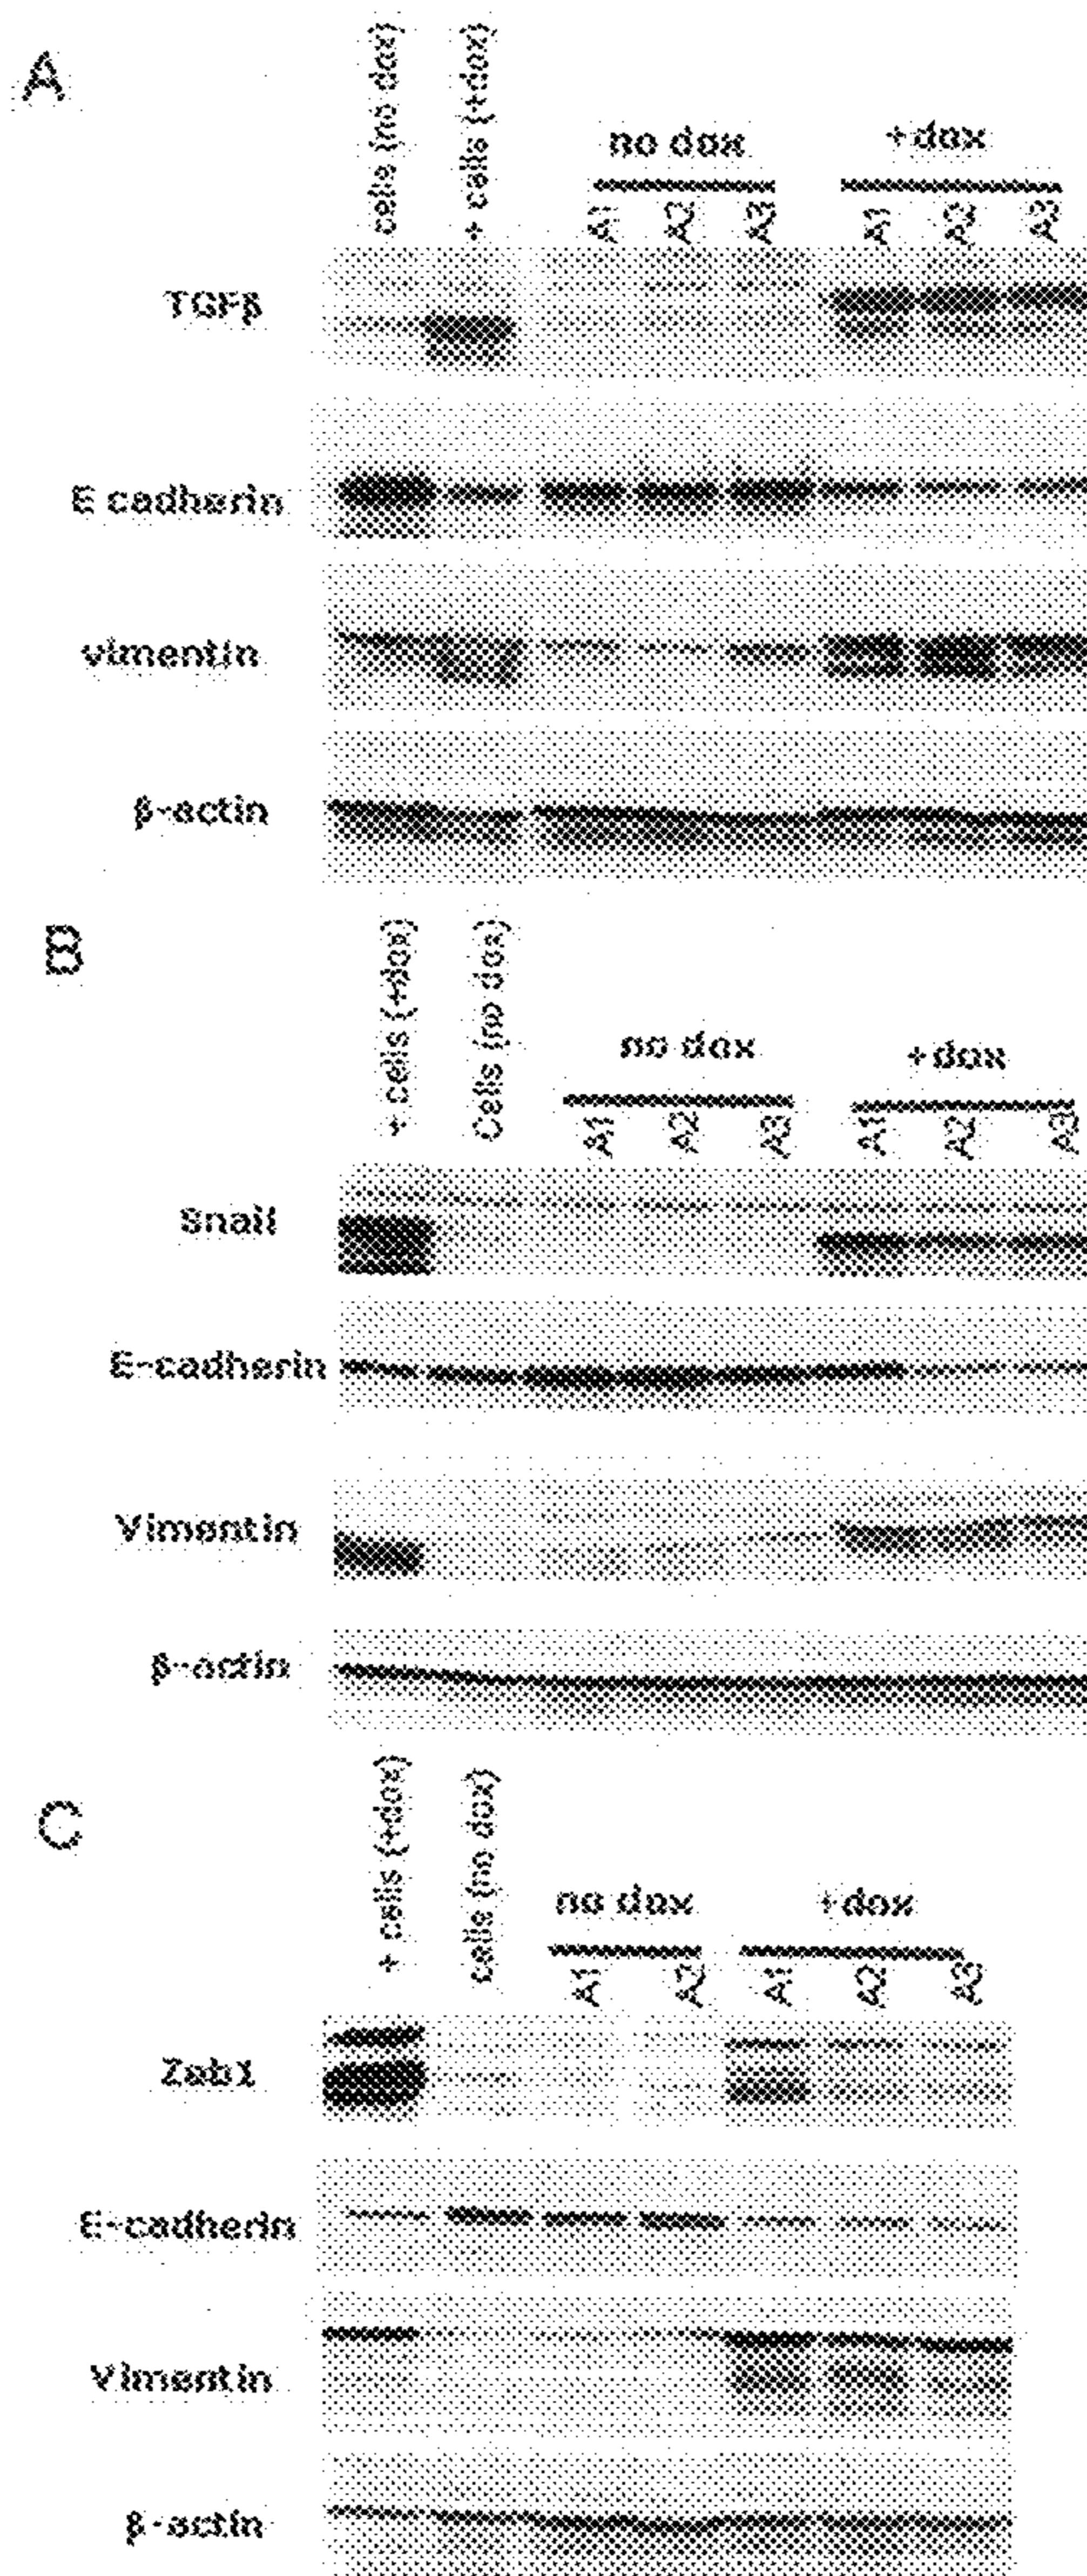 A
cells (no dox)
+ cells (+dox)
no dox
+dox
A1 A2 A3 A1 A2 A3
TGFβ
E cadherin
vimentin
β-actin
B
+ cells (+dox)
Cells (no dox)
no dox
+dox
A1 A2 A3 A1 A2 A3
Snail
E-cadherin
Vimentin
β-actin
C
+ cells (+dox)
cells (no dox)
no dox
+dox
A1 A2 A1 A2 A3
Zeb1
E-cadherin
Vimentin
β-actin